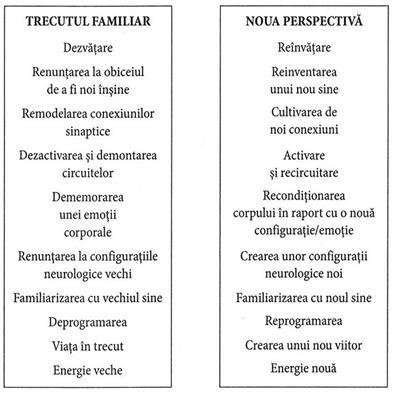 TRECUTUL FAMILIAR
Dezvățare
Renunțarea la obiceiul
de a fi noi înșine
Remodelarea conexiunilor
sinaptice
Dezactivarea și demontarea
circuitelor
Dememorarea
unei emoții
corporale
Renunțarea la configurațiile
neurologice vechi
Familiarizarea cu vechiul sine
Deprogramarea
Viața în trecut
Energie veche
NOUA PERSPECTIVĂ
Reînvățare
Reinventarea
unui nou sine
Cultivarea de
noi conexiuni
Activare
și recircuitare
Recondiționarea
corpului în raport cu o nouă
configurație/emoție
Crearea unor configurații
neurologice noi
Familiarizarea cu noul sine
Reprogramarea
Crearea unui nou viitor
Energie nouă